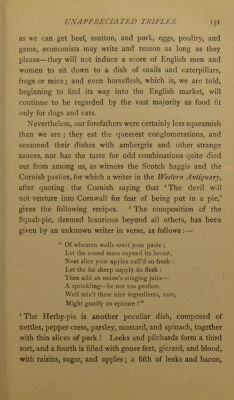 UNAPPRECIATED TRIFLES 151
as we can get beef, mutton, and pork, eggs, poultry, and
game, economists may write and reason as long as they
please—they will not induce a score of English men and
women to sit down to a dish of snails and caterpillars,
frogs or mice; and even horseflesh, which is, we are told,
beginning to find its way into the English market, will
continue to be regarded by the vast majority as food fit
only for dogs and cats.
Nevertheless, our forefathers were certainly less squeamish
than we are; they eat the queerest conglomerations, and
seasoned their dishes with ambergris and other strange
sauces, nor has the taste for odd combinations quite died
out from among us, as witness the Scotch haggis and the
Cornish pasties, for which a writer in the Western Antiquary,
after quoting the Cornish saying that 'The devil will
not venture into Cornwall for fear of being put in a pie,'
gives the following recipes. 'The composition of the
Squab-pie, deemed luxurious beyond all others, has been
given by an unknown writer in verse, as follows:—
" Of wheaten walls erect your paste;
Let the round mass expand its breast,
Next slice your apples cull'd so fresh:
Let the fat sheep supply its flesh:
Then add an onion's stinging juice—
A sprinkling—be not too profuse.
Well mix't these nice ingredients, sure,
Might gratify an epicure!"
'The Herby-pie is another peculiar dish, composed of
nettles, pepper-cress, parsley, mustard, and spinach, together
with thin slices of pork! Leeks and pilchards form a third
sort, and a fourth is filled with goose feet, gizzard, and blood,
with raisins, sugar, and apples; a fifth of leeks and bacon,